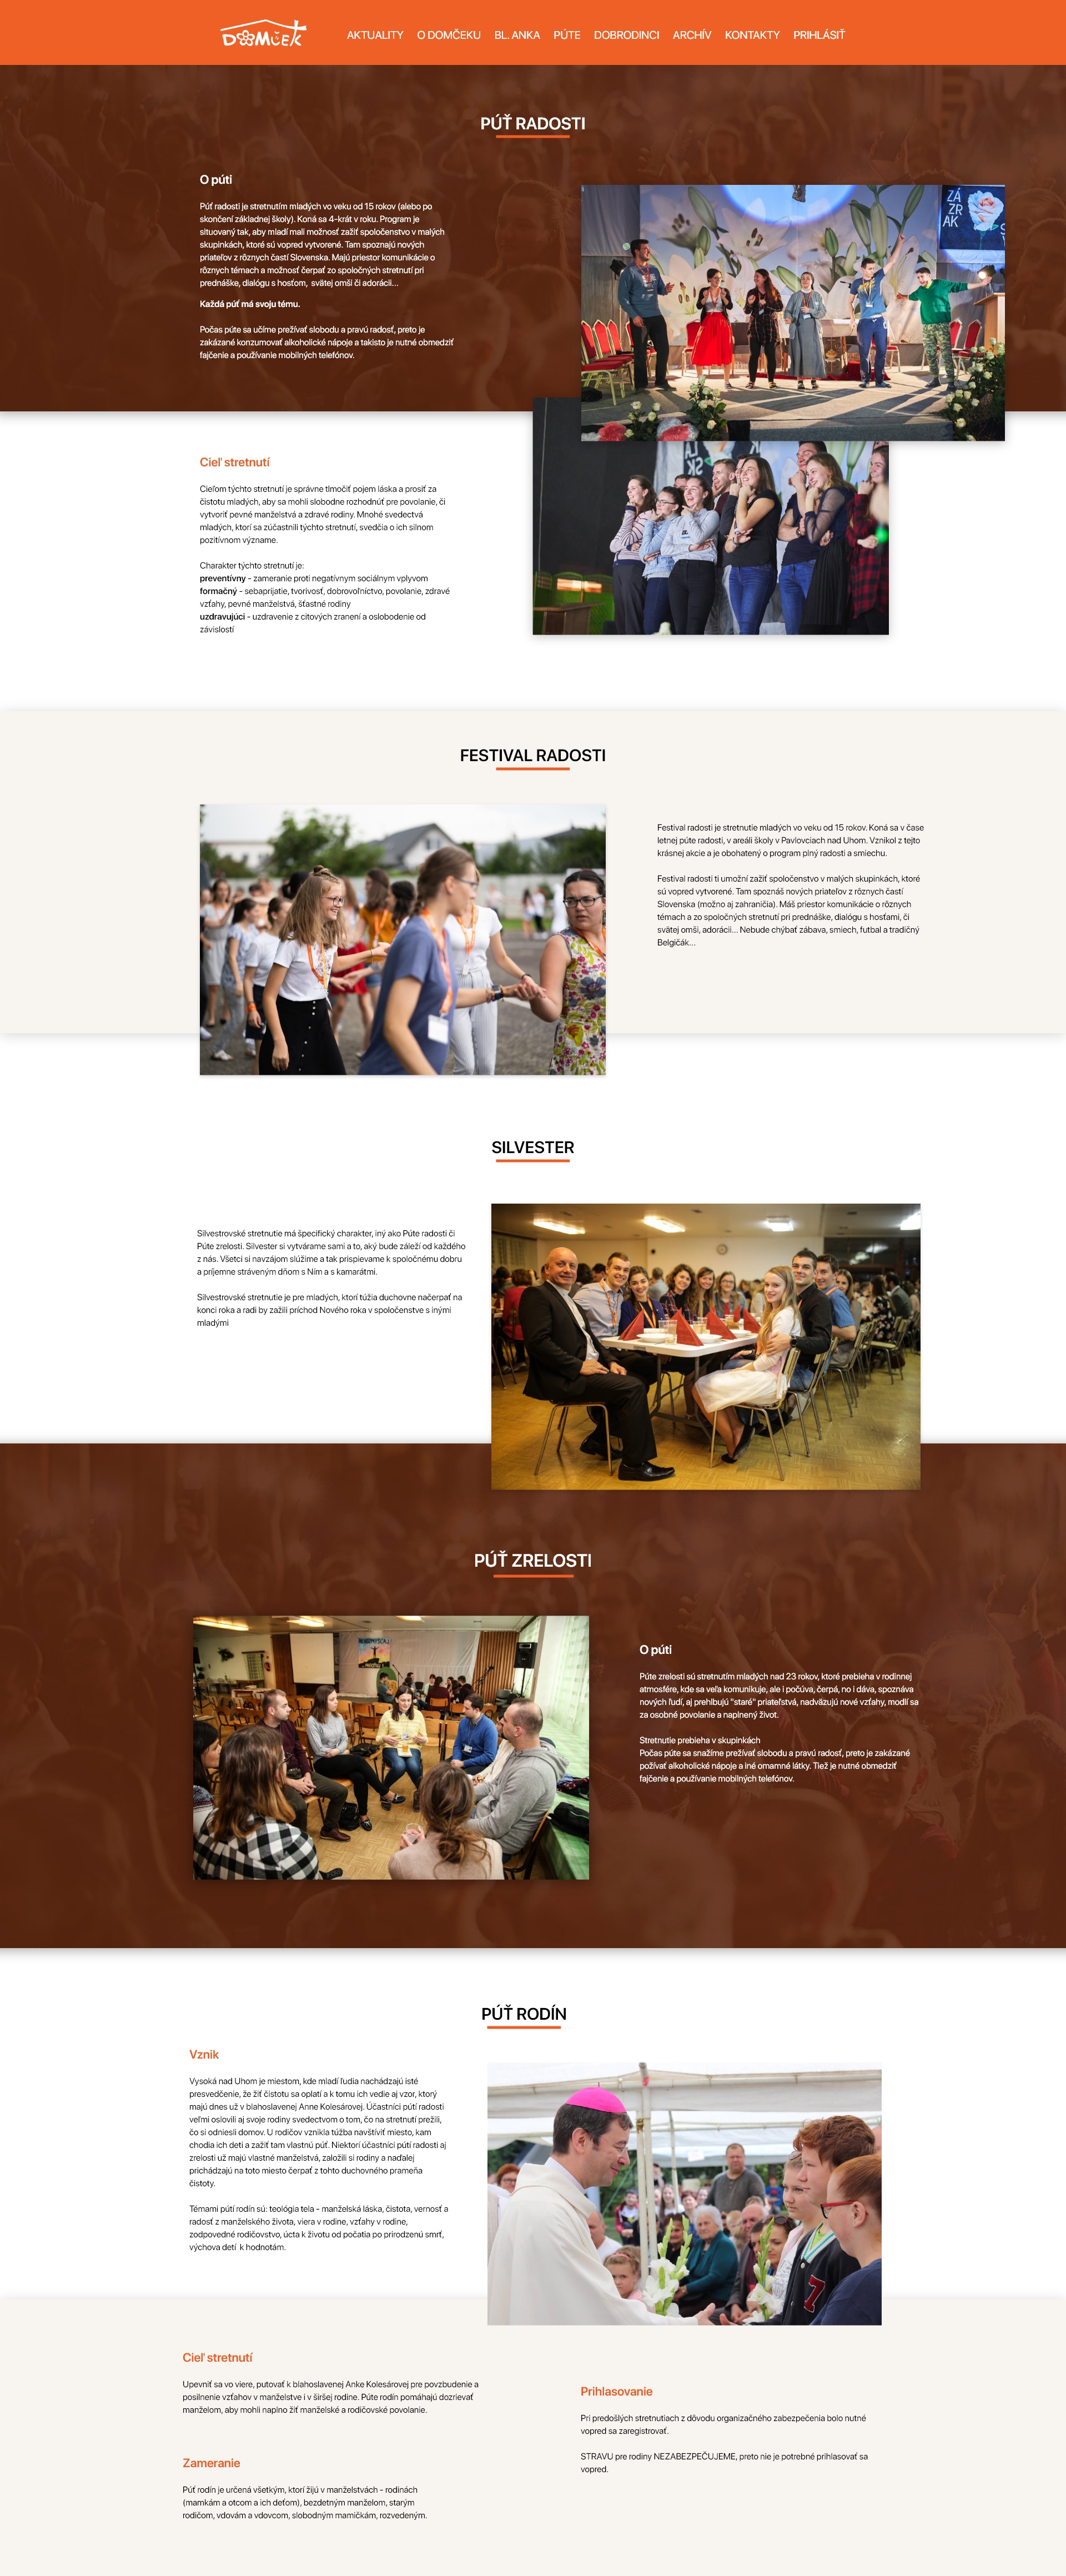 DOMČEK
AKTUALITY O DOMČEKU BL. ANKA PÚTE DOBRODINCI ARCHÍV KONTAKTY PRIHLÁSIŤ
PÚŤ RADOSTI
O púti
Púť radosti je stretnutím mladých vo veku od 15 rokov (alebo po
skončení základnej školy). Koná sa 4-krát v roku. Program je
situovaný tak, aby mladí mali možnosť zažiť spoločenstvo v malých
skupinkách, ktoré sú vopred vytvorené. Tam spoznajú nových
priateľov z rôznych častí Slovenska. Majú priestor komunikácie o
rôznych témach a možnosť čerpať zo spoločných stretnutí pri
prednáške, dialógu s hosťom, svätej omši či adorácii...
Každá púť má svoju tému.
Počas púte sa učíme prežívať slobodu a pravú radosť, preto je
zakázané konzumovať alkoholické nápoje a takisto je nutné obmedziť
fajčenie a používanie mobilných telefónov.
ZÁ
ZR
AK
Cieľ stretnutí
Cieľom týchto stretnutí je správne tlmočiť pojem láska a prosiť za
čistotu mladých, aby sa mohli slobodne rozhodnúť pre povolanie, či
vytvoriť pevné manželstvá a zdravé rodiny. Mnohé svedectvá
mladých, ktorí sa zúčastnili týchto stretnutí, svedčia o ich silnom
pozitívnom význame.
Charakter týchto stretnutí je:
preventívny - zameranie proti negatívnym sociálnym vplyvom
formačný - sebaprijatie, tvorivosť, dobrovoľníctvo, povolanie, zdravé
vzťahy, pevné manželstvá, šťastné rodiny
uzdravujúci - uzdravenie z citových zranení a oslobodenie od
závislostí
FESTIVAL RADOSTI
Festival radosti je stretnutie mladých vo veku od 15 rokov. Koná sa v čase
letnej púte radosti, v areáli školy v Pavlovciach nad Uhom. Vznikol z tejto
krásnej akcie a je obohatený o program plný radosti a smiechu.
Festival radosti ti umožní zažiť spoločenstvo v malých skupinkách, ktoré
sú vopred vytvorené. Tam spoznáš nových priateľov z rôznych častí
Slovenska (možno aj zahraničia). Máš priestor komunikácie o rôznych
témach a zo spoločných stretnutí pri prednáške, dialógu s hosťami, či
svätej omši, adorácii... Nebude chýbať zábava, smiech, futbal a tradičný
Belgičák...
SILVESTER
Silvestrovské stretnutie má špecifický charakter, iný ako Púte radosti či
Púte zrelosti. Silvester si vytvárame sami a to, aký bude záleží od každého
z nás. Všetci si navzájom slúžime a tak prispievame k spoločnému dobru
a príjemne stráveným dňom s Ním a s kamarátmi.
Silvestrovské stretnutie je pre mladých, ktorí túžia duchovne načerpať na
konci roka a radi by zažili príchod Nového roka v spoločenstve s inými
mladými
PÚŤ ZRELOSTI
O púti
Púte zrelosti sú stretnutím mladých nad 23 rokov, ktoré prebieha v rodinnej
atmosfére, kde sa veľa komunikuje, ale i počúva, čerpá, no i dáva, spoznáva
nových ľudí, aj prehlbujú "staré" priateľstvá, nadväzujú nové vzťahy, modlí sa
za osobné povolanie a naplnený život.
Stretnutie prebieha v skupinkách
Počas púte sa snažíme prežívať slobodu a pravú radosť, preto je zakázané
požívať alkoholické nápoje a iné omamné látky. Tiež je nutné obmedziť
fajčenie a používanie mobilných telefónov.
PÚŤ RODÍN
Vznik
Vysoká nad Uhom je miestom, kde mladí ľudia nachádzajú isté
presvedčenie, že žiť čistotu sa oplatí a k tomu ich vedie aj vzor, ktorý
majú dnes už v blahoslavenej Anne Kolesárovej. Účastníci pútí radosti
veľmi oslovili aj svoje rodiny svedectvom o tom, čo na stretnutí prežili,
čo si odniesli domov. U rodičov vznikla túžba navštíviť miesto, kam
chodia ich deti a zažiť tam vlastnú púť. Niektorí účastníci pútí radosti aj
zrelosti už majú vlastné manželstvá, založili si rodiny a naďalej
prichádzajú na toto miesto čerpať z tohto duchovného prameňa
čistoty.
Témami pútí rodín sú: teológia tela - manželská láska, čistota, vernosť a
radosť z manželského života, viera v rodine, vzťahy v rodine,
zodpovedné rodičovstvo, úcta k životu od počatia po prirodzenú smrť,
výchova detí k hodnotám.
7
Cieľ stretnutí
Upevniť sa vo viere, putovať k blahoslavenej Anke Kolesárovej pre povzbudenie a
posilnenie vzťahov v manželstve i v širšej rodine. Púte rodín pomáhajú dozrievať
manželom, aby mohli naplno žiť manželské a rodičovské povolanie.
Zameranie
Púť rodín je určená všetkým, ktorí žijú v manželstvách - rodinách
(mamkám a otcom a ich deťom), bezdetným manželom, starým
rodičom, vdovám a vdovcom, slobodným mamičkám, rozvedeným.
Prihlasovanie
Pri predošlých stretnutiach z dôvodu organizačného zabezpečenia bolo nutné
vopred sa zaregistrovať.
STRAVU pre rodiny NEZABEZPEČUJEME, preto nie je potrebné prihlasovať sa
vopred.